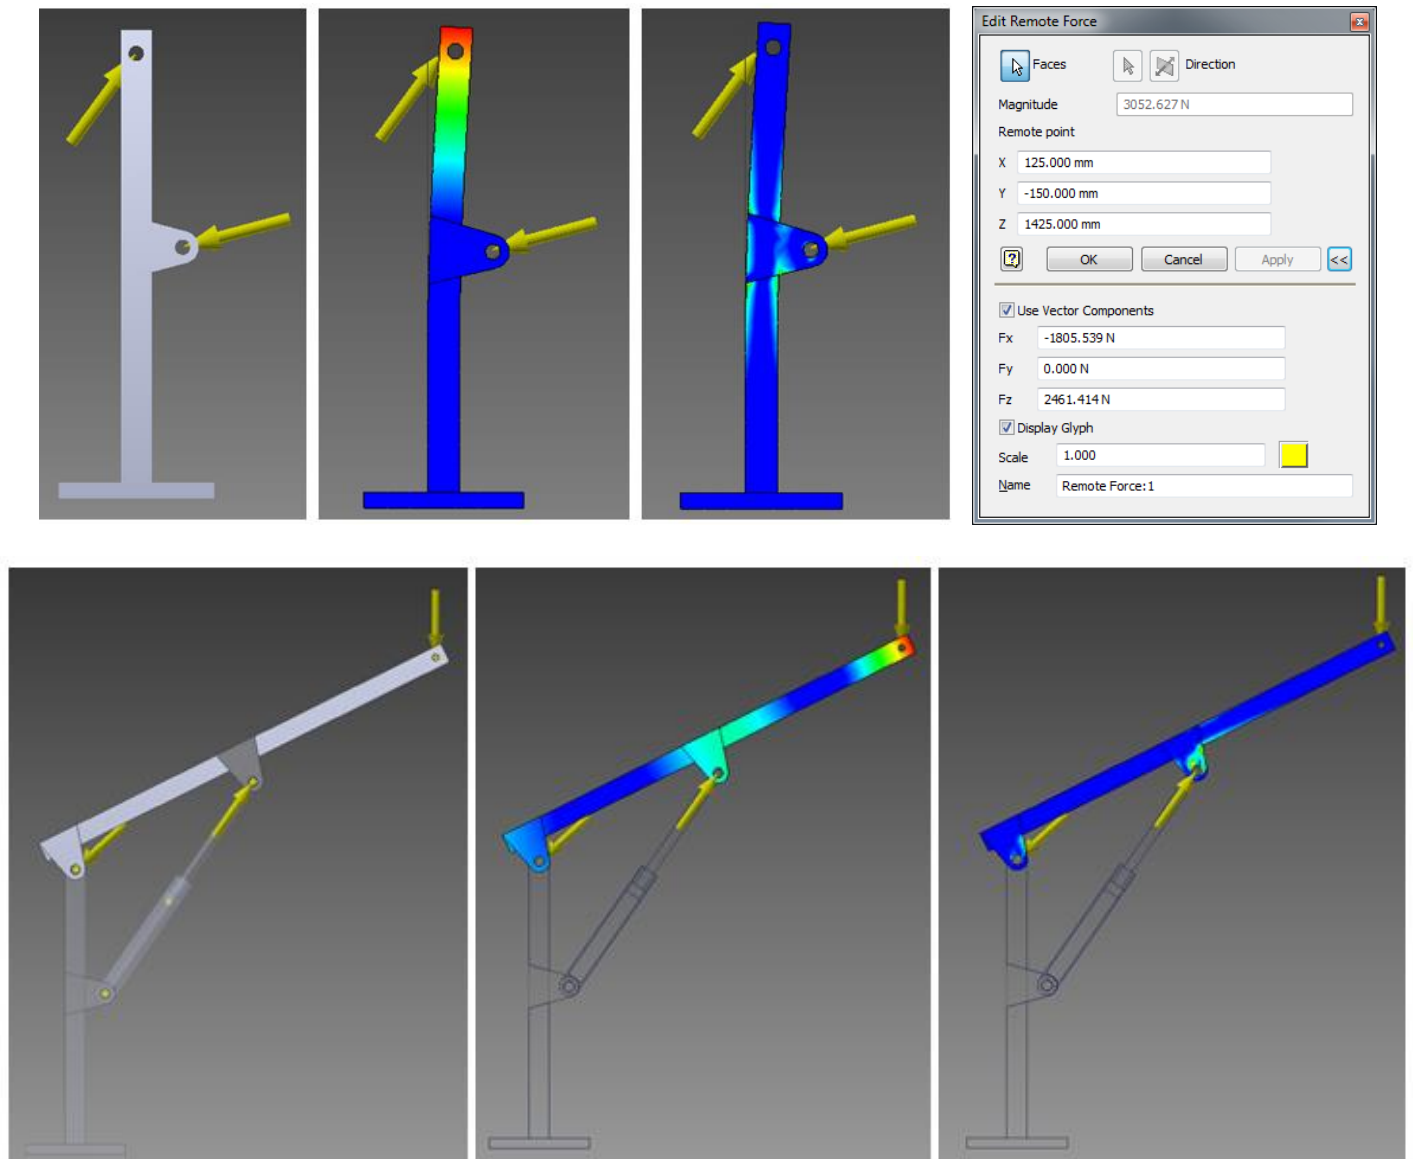 Edit Remote Force
Faces
Direction
Magnitude 3052.627 N
Remote point
X 125.000 mm
Y -150.000 mm
Z 1425.000 mm
OK Cancel Apply <<
Use Vector Components
Fx -1805.539 N
Fy 0.000 N
Fz 2461.414 N
Display Glyph
Scale 1.000
Name Remote Force:1